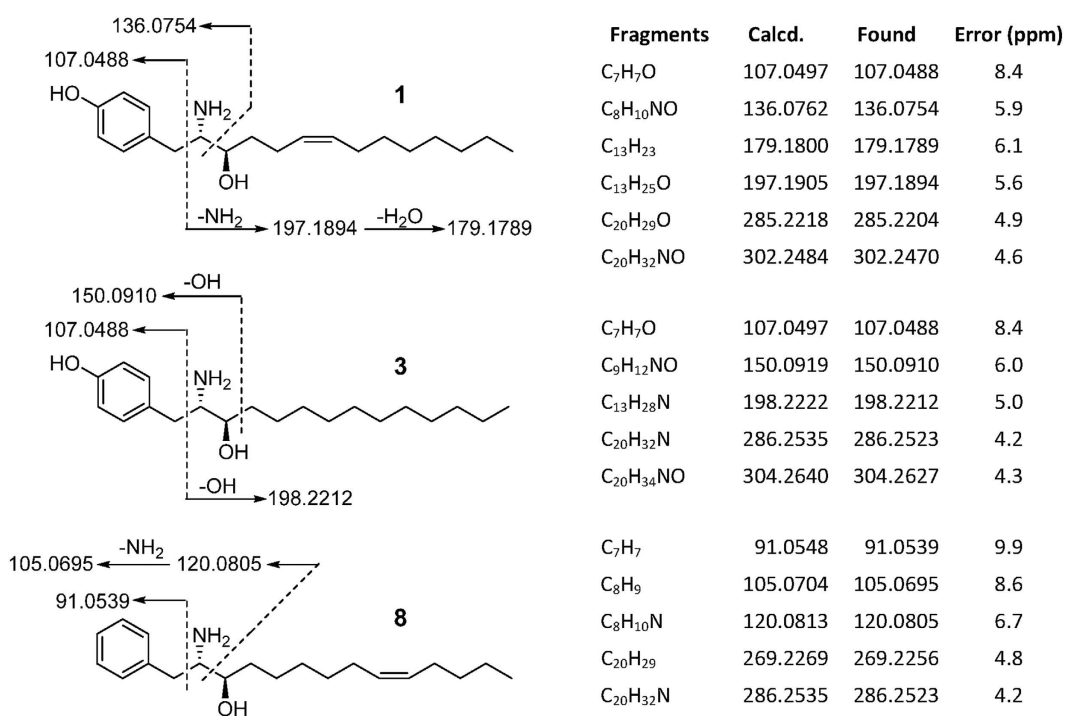 136.0754
107.0488
HO
NH₂
1
OH
-NH₂
197.1894
-H₂O
179.1789
Fragments Calcd. Found Error (ppm)
C₇H₇O 107.0497 107.0488 8.4
C₈H₁₀NO 136.0762 136.0754 5.9
C₁₃H₂₃ 179.1800 179.1789 6.1
C₁₃H₂₅O 197.1905 197.1894 5.6
C₂₀H₂₉O 285.2218 285.2204 4.9
C₂₀H₃₂NO 302.2484 302.2470 4.6
-OH
150.0910
107.0488
HO
NH₂
3
OH
-OH
198.2212
C₇H₇O 107.0497 107.0488 8.4
C₉H₁₂NO 150.0919 150.0910 6.0
C₁₃H₂₈N 198.2222 198.2212 5.0
C₂₀H₃₂N 286.2535 286.2523 4.2
C₂₀H₃₄NO 304.2640 304.2627 4.3
-NH₂
105.0695
120.0805
91.0539
NH₂
8
OH
C₇H₇ 91.0548 91.0539 9.9
C₈H₉ 105.0704 105.0695 8.6
C₈H₁₀N 120.0813 120.0805 6.7
C₂₀H₂₉ 269.2269 269.2256 4.8
C₂₀H₃₂N 286.2535 286.2523 4.2